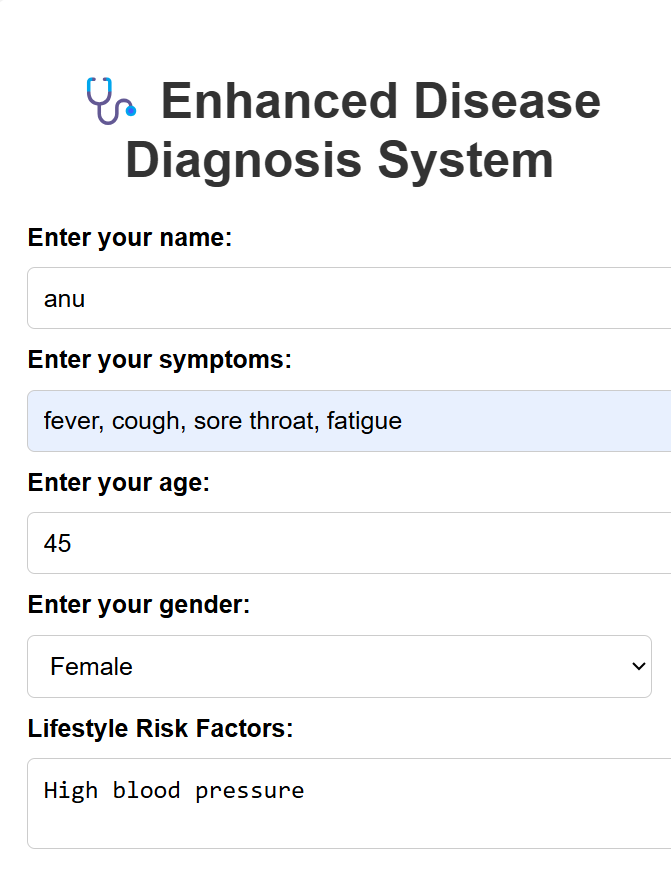 Enhanced Disease
Diagnosis System
Enter your name:
anu
Enter your symptoms:
fever, cough, sore throat, fatigue
Enter your age:
45
Enter your gender:
Female
Lifestyle Risk Factors:
High blood pressure